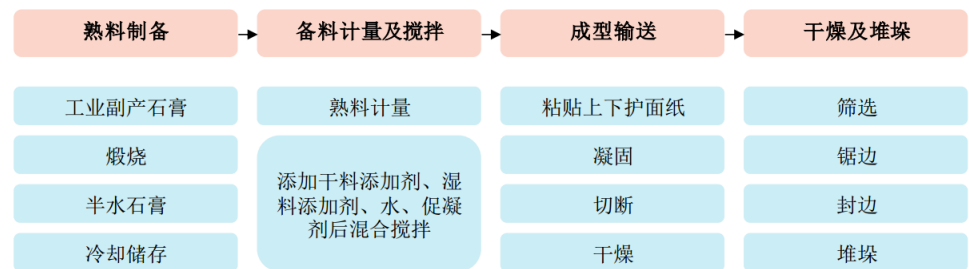 熟料制备
备料计量及搅拌
成型输送
干燥及堆垛
工业副产石膏
煅烧
半水石膏
冷却储存
熟料计量
添加干料添加剂、湿
料添加剂、水、促凝
剂后混合搅拌
粘贴上下护面纸
凝固
切断
干燥
筛选
锯边
封边
堆垛